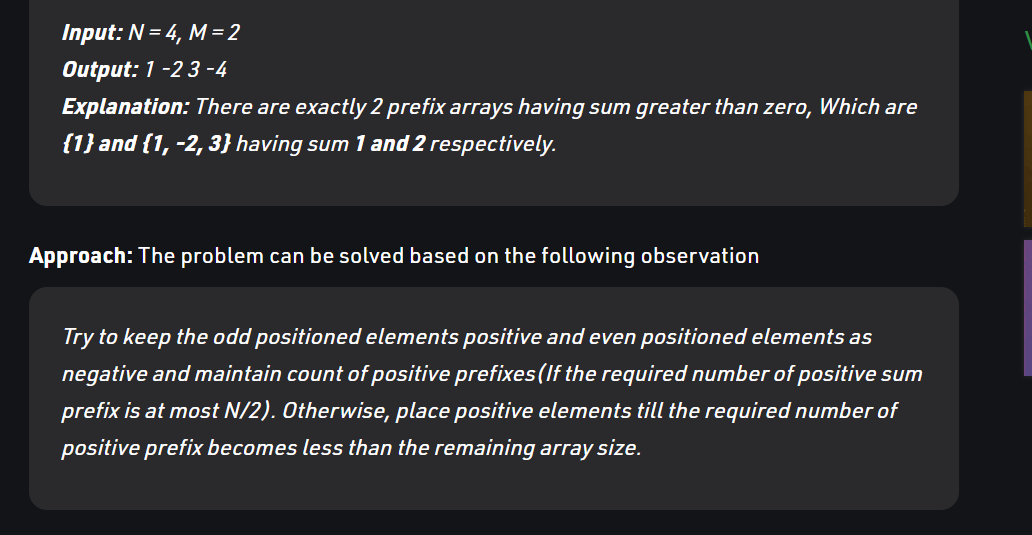 Input: N = 4, M = 2
Output: 1 -2 3 -4
Explanation: There are exactly 2 prefix arrays having sum greater than zero, Which are
{1} and {1, -2, 3} having sum 1 and 2 respectively.
Approach: The problem can be solved based on the following observation
Try to keep the odd positioned elements positive and even positioned elements as
negative and maintain count of positive prefixes(If the required number of positive sum
prefix is at most N/2). Otherwise, place positive elements till the required number of
positive prefix becomes less than the remaining array size.